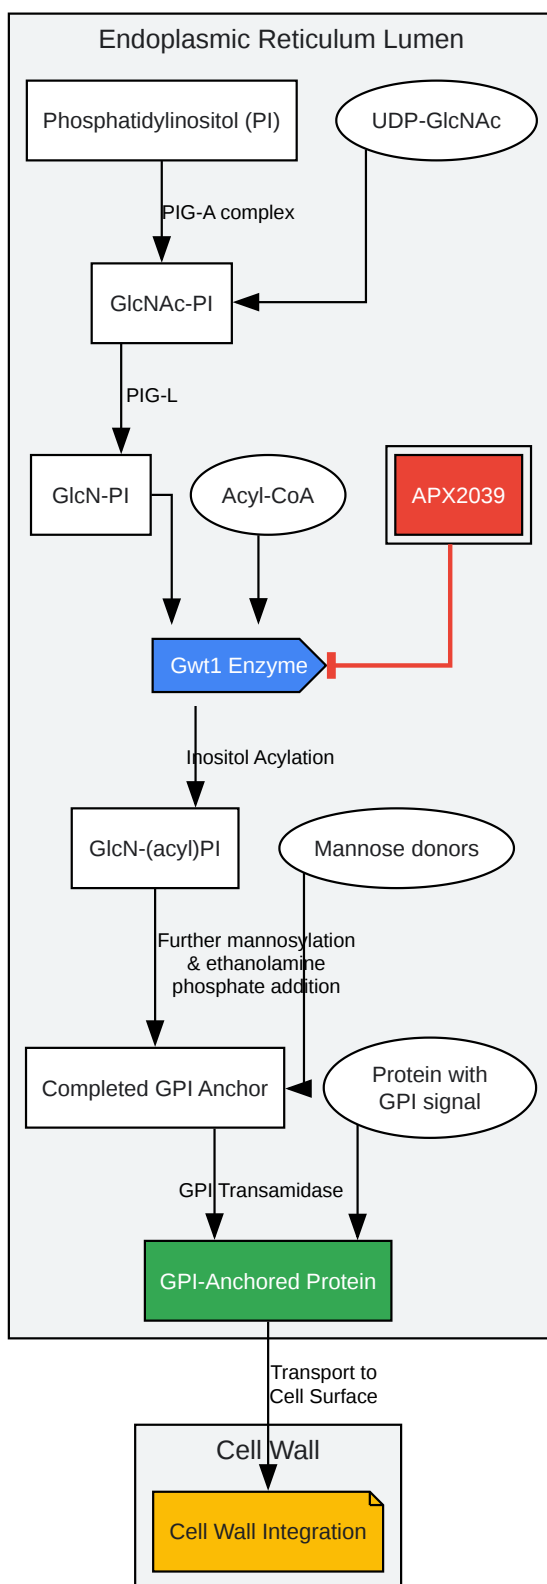 Endoplasmic Reticulum Lumen
Phosphatidylinositol (PI)
UDP-GlcNAc
PIG-A complex
GlcNAc-PI
PIG-L
GlcN-PI
Acyl-CoA
APX2039
Gwt1 Enzyme
Inositol Acylation
GlcN-(acyl)PI
Mannose donors
Further mannosylation
& ethanolamine
phosphate addition
Completed GPI Anchor
Protein with
GPI signal
GPI Transamidase
GPI-Anchored Protein
Transport to
Cell Surface
Cell Wall
Cell Wall Integration